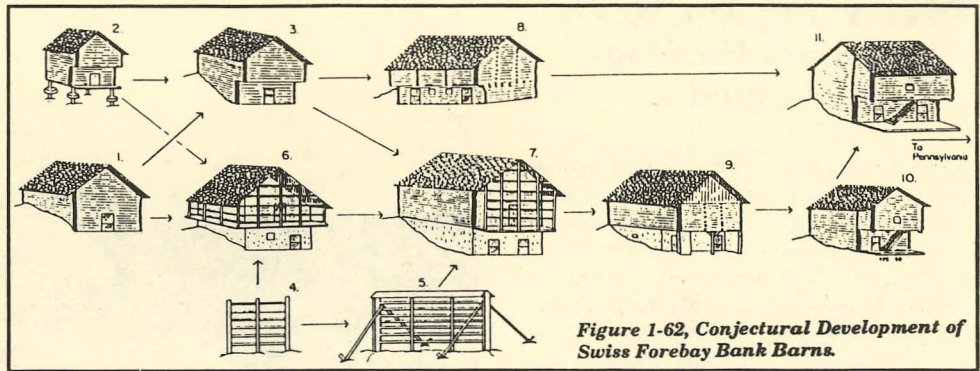 2.
3.
8.
11.
To
Pennsylvania
1.
6.
7.
9.
10.
4.
5.
Figure 1-62, Conjectural Development of
Swiss Forebay Bank Barns.